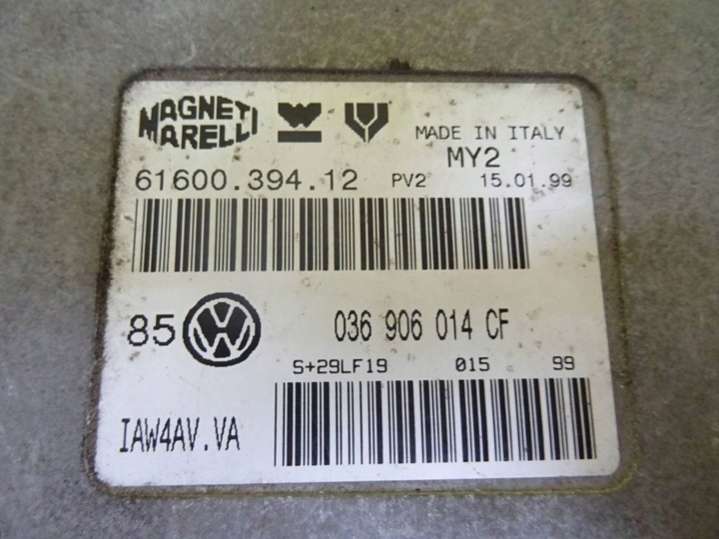 MAGNETI MARELLI
MADE IN ITALY
MY2
61600.394.12 PV2 15.01.99
85 VW 036 906 014 CF
S+29LF19 015 99
IAW4AV.VA